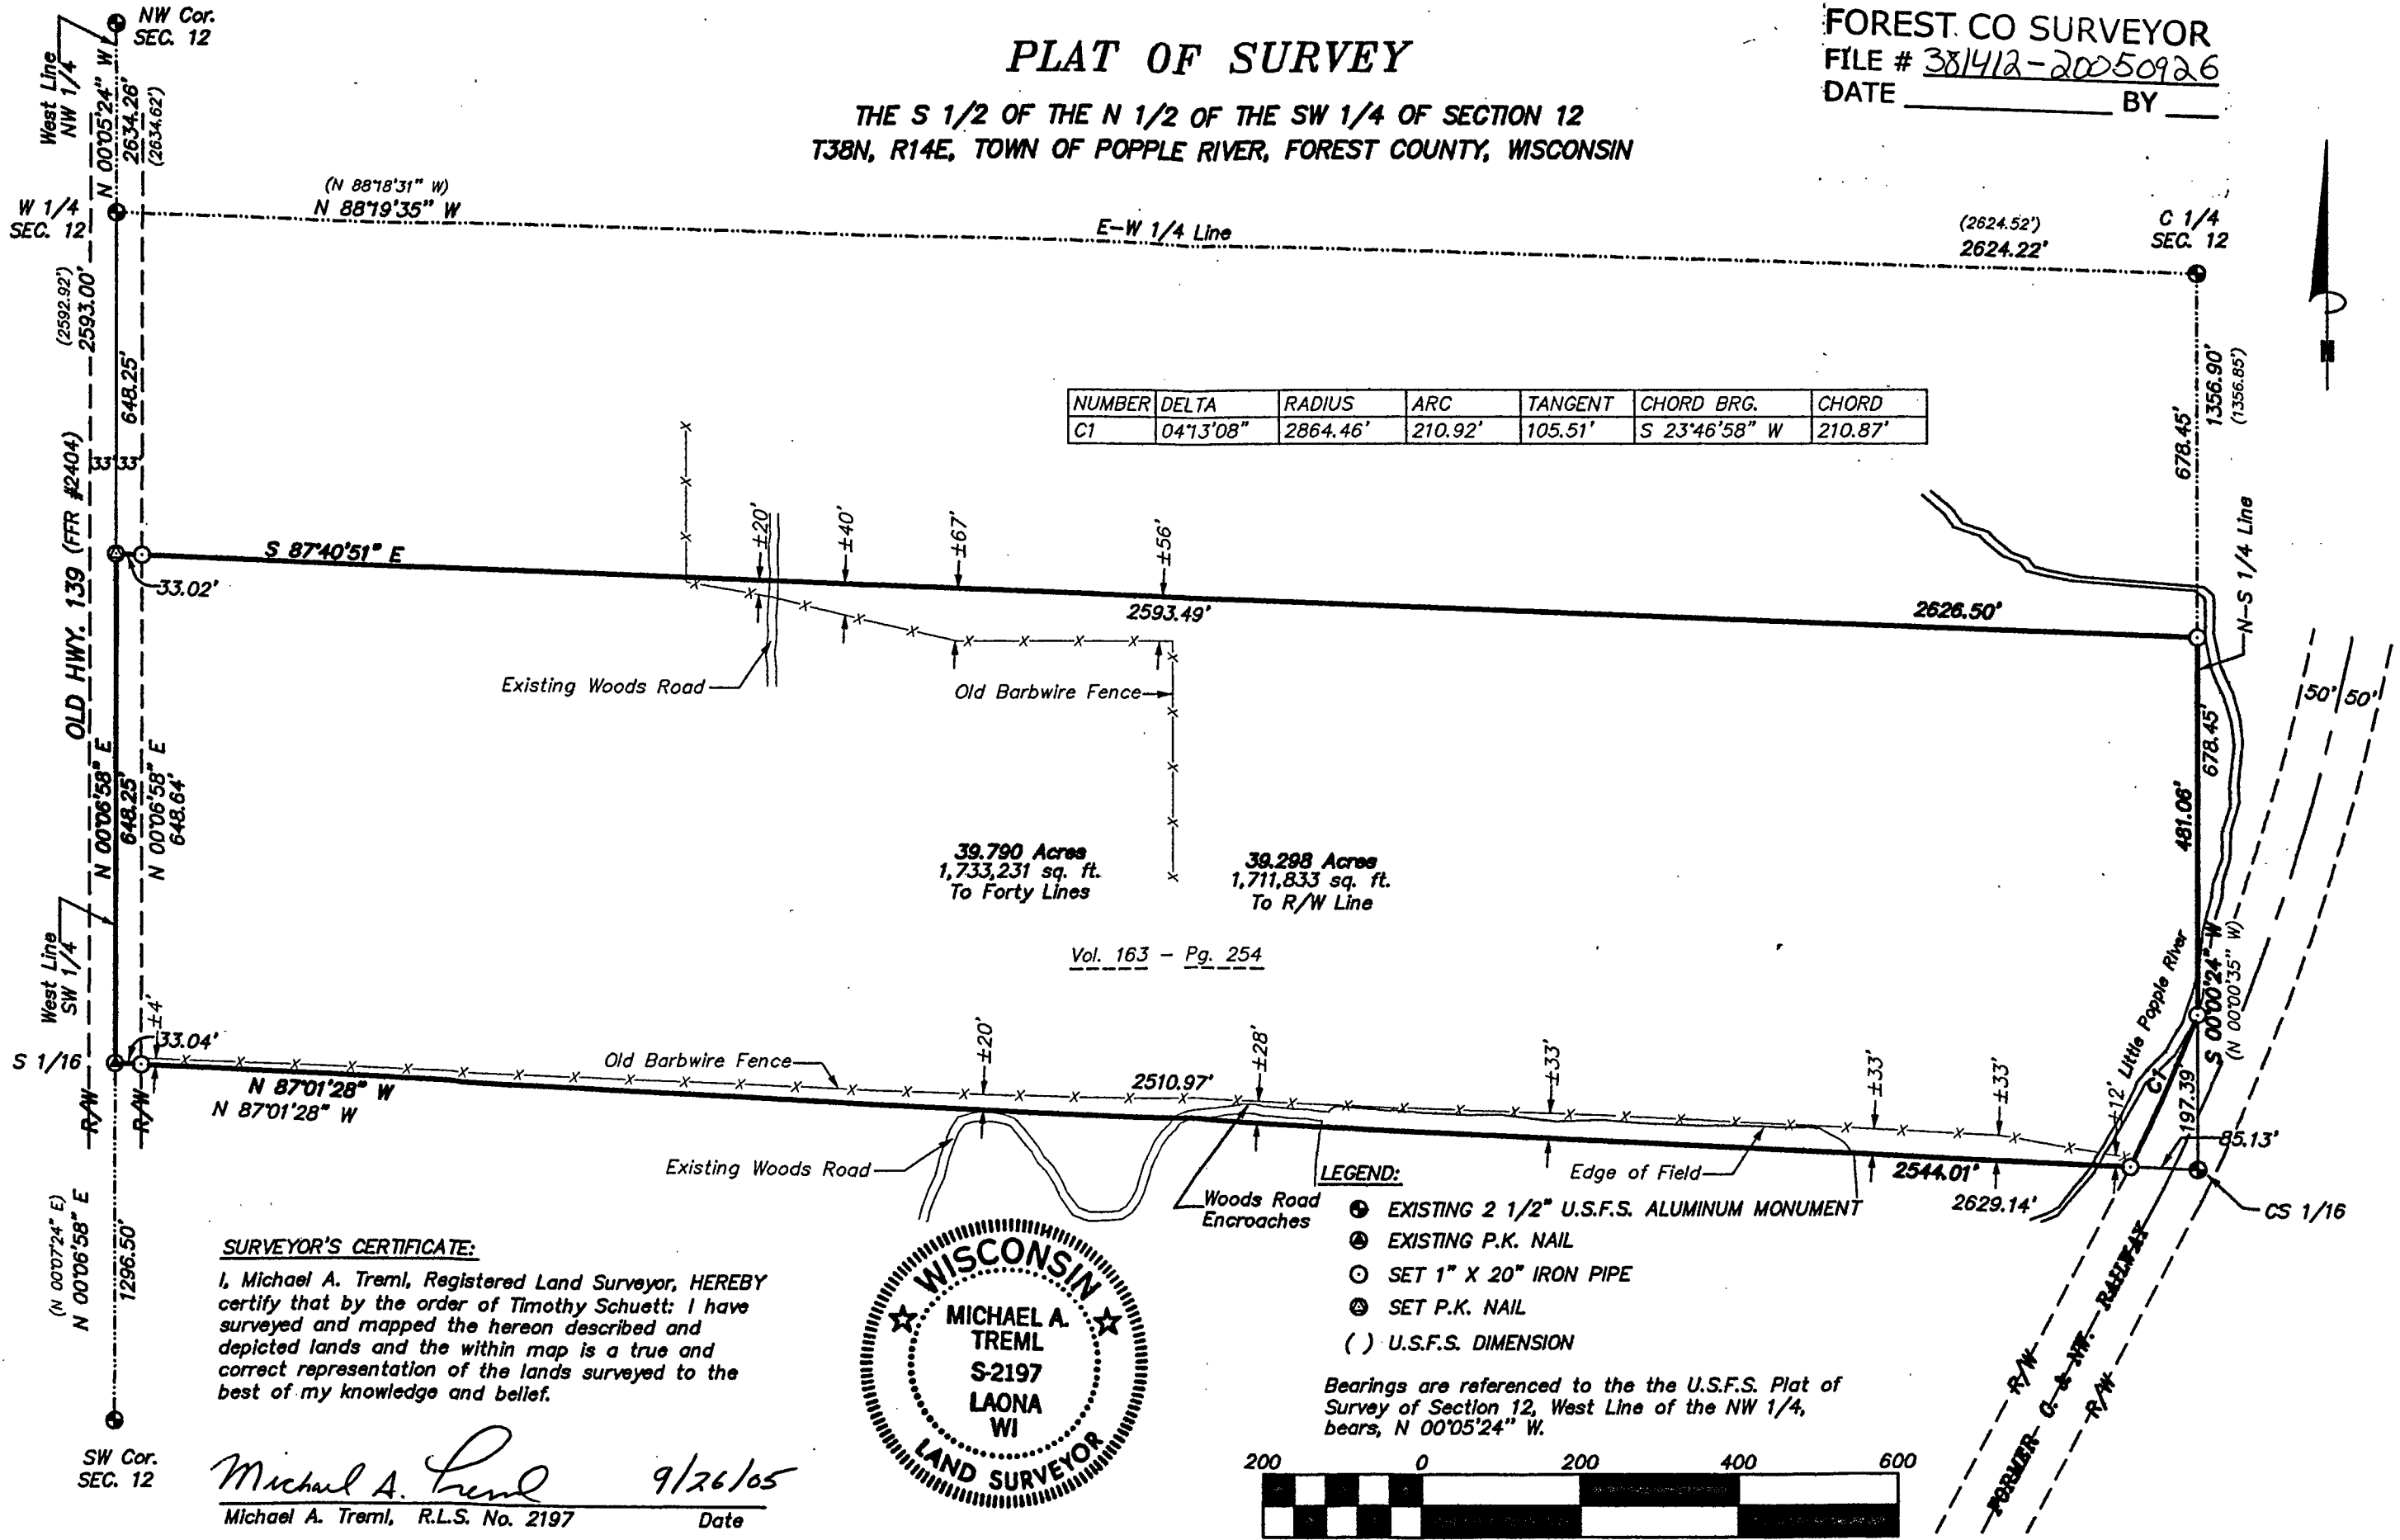 FOREST CO SURVEYOR
FILE # 381412-20050926
DATE ________ BY ____
PLAT OF SURVEY
THE S 1/2 OF THE N 1/2 OF THE SW 1/4 OF SECTION 12
T38N, R14E, TOWN OF POPPLE RIVER, FOREST COUNTY, WISCONSIN
NW Cor.
SEC. 12
West Line
NW 1/4
N 00°05'24" W
2634.26'
(2634.62')
W 1/4
SEC. 12
(N 88°18'31" W)
N 88°19'35" W
E-W 1/4 Line
(2624.52')
2624.22'
C 1/4
SEC. 12
(2592.92')
2593.00'
648.25'
33'
33'
OLD HWY. 139 (FR #2404)
1356.90'
(1356.85')
678.45'
N-S 1/4 Line
NUMBER DELTA RADIUS ARC TANGENT CHORD BRG. CHORD
C1 04°13'08" 2864.46' 210.92' 105.51' S 23°46'58" W 210.87'
S 87°40'51" E
33.02'
±20'
±40'
±67'
±56'
2593.49'
2626.50'
Existing Woods Road
Old Barbwire Fence
50'
50'
678.45'
481.06'
N 00°06'58" E
648.25'
N 00°06'58" E
648.64'
39.790 Acres
1,733,231 sq. ft.
To Forty Lines
39.298 Acres
1,711,833 sq. ft.
To R/W Line
Vol. 163 - Pg. 254
West Line
SW 1/4
S 00°00'24" W
(N 00°00'35" W)
Little Popple River
C1
197.39
85.13'
CS 1/16
S 1/16
R/W
R/W
±4'
33.04'
N 87°01'28" W
N 87°01'28" W
Old Barbwire Fence
±20'
2510.97'
±28'
±33'
±33'
±33'
±12'
2544.01'
2629.14'
Existing Woods Road
Woods Road
Encroaches
Edge of Field
(N 00°07'24" E)
N 00°06'58" E
1296.50'
SW Cor.
SEC. 12
SURVEYOR'S CERTIFICATE:
I, Michael A. Treml, Registered Land Surveyor, HEREBY
certify that by the order of Timothy Schuett: I have
surveyed and mapped the hereon described and
depicted lands and the within map is a true and
correct representation of the lands surveyed to the
best of my knowledge and belief.
Michael A. Treml 9/26/05
Michael A. Treml, R.L.S. No. 2197 Date
WISCONSIN
MICHAEL A.
TREML
S-2197
LAONA
WI
LAND SURVEYOR
LEGEND:
EXISTING 2 1/2" U.S.F.S. ALUMINUM MONUMENT
EXISTING P.K. NAIL
SET 1" X 20" IRON PIPE
SET P.K. NAIL
( ) U.S.F.S. DIMENSION
Bearings are referenced to the the U.S.F.S. Plat of
Survey of Section 12, West Line of the NW 1/4,
bears, N 00°05'24" W.
200 0 200 400 600
R/W
FORMER C. & NW. RAILWAY
R/W